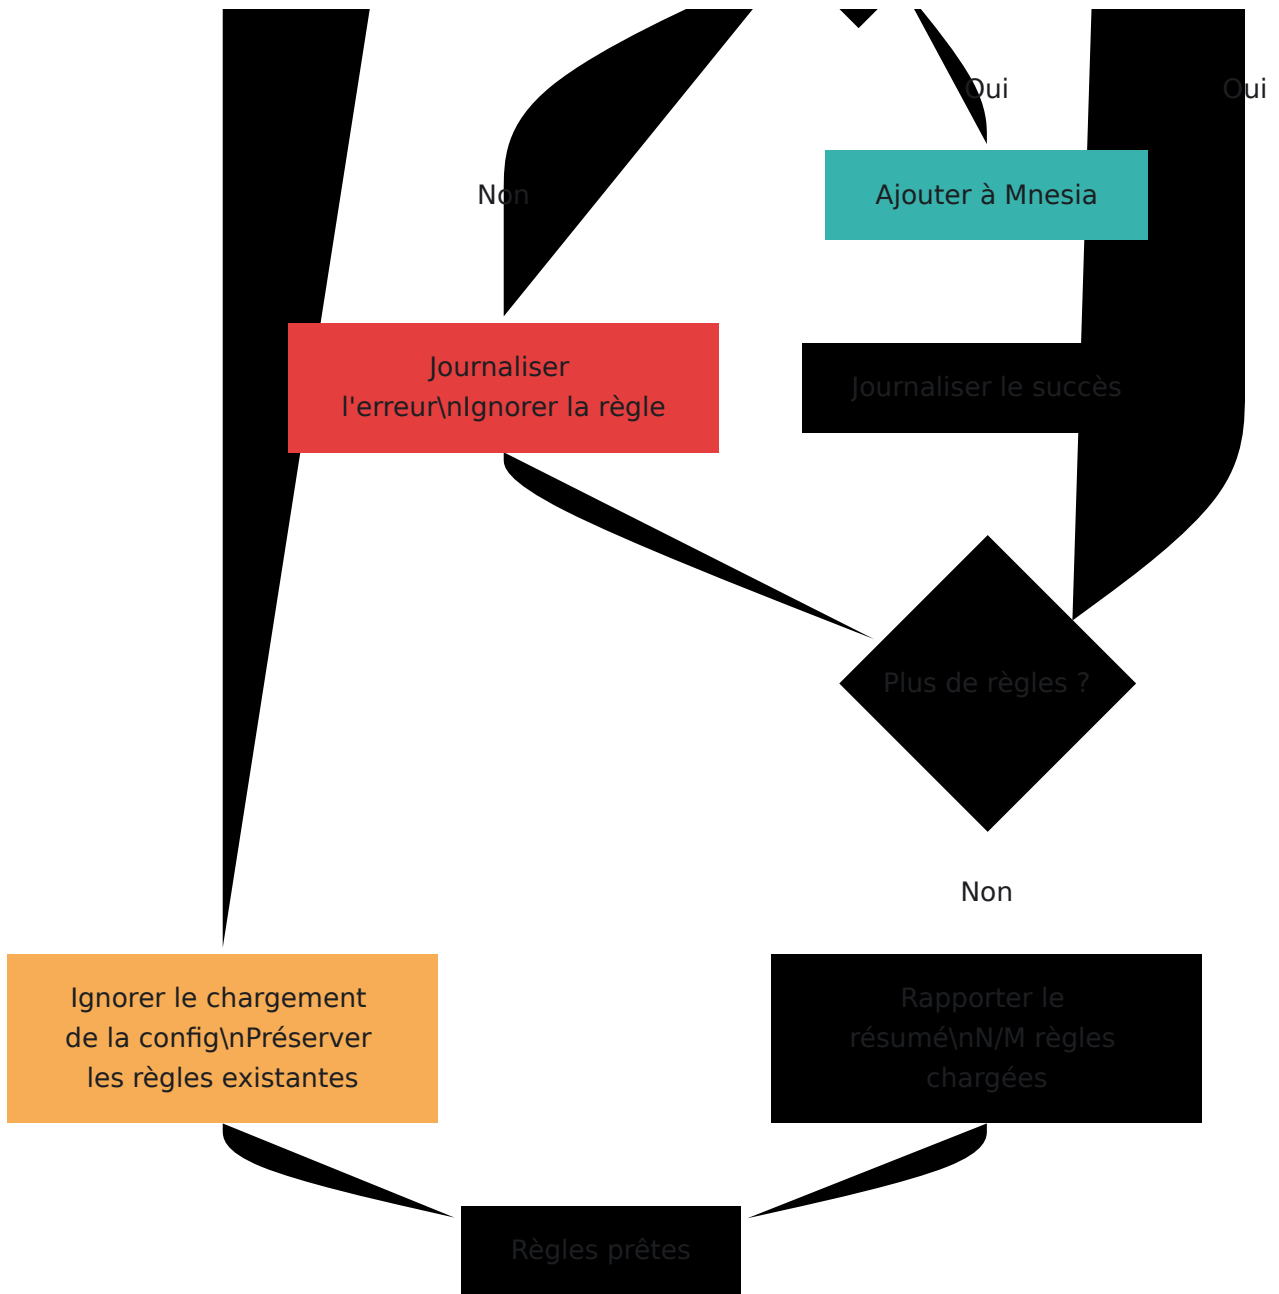 Oui
Oui
Non
Ajouter à Mnesia
Journaliser
l'erreur\nIgnorer la règle
Journaliser le succès
Plus de règles ?
Non
Ignorer le chargement
de la config\nPréserver
les règles existantes
Rapporter le
résumé\nN/M règles
chargées
Règles prêtes